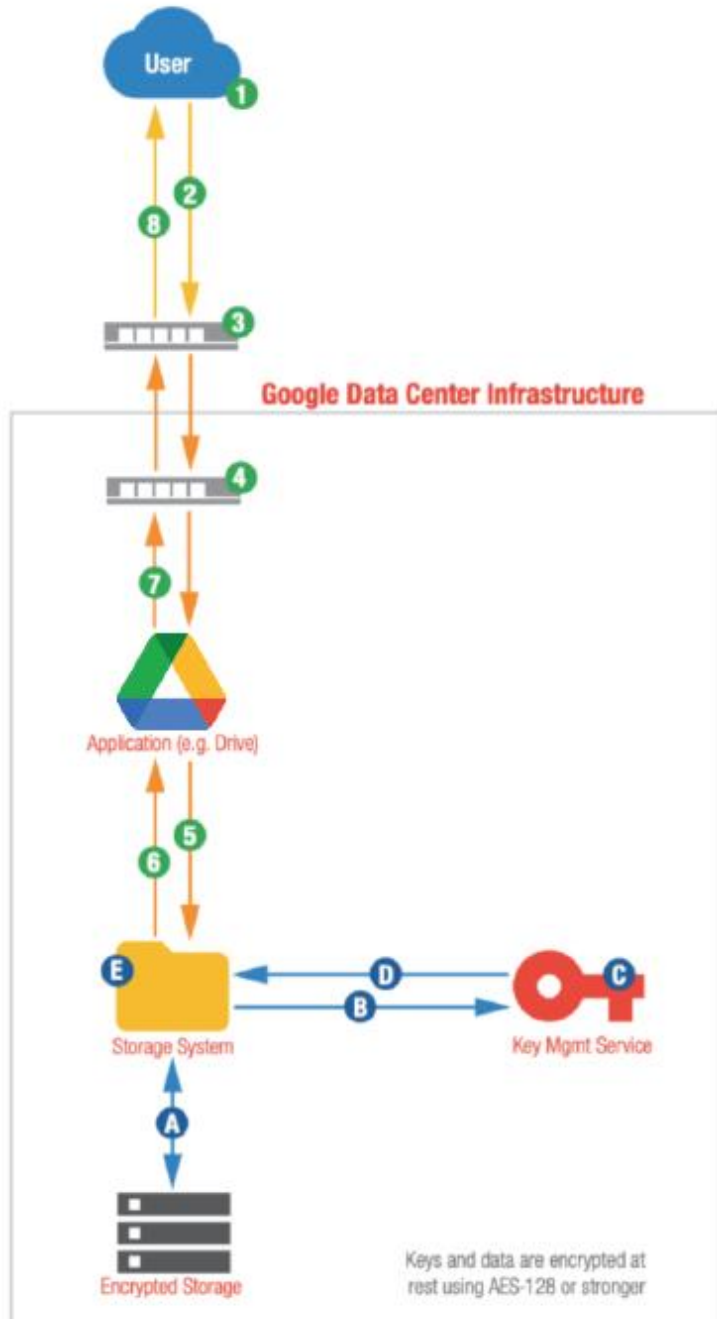 User
1
2
8
3
Google Data Center Infrastructure
4
7
Application (e.g. Drive)
5
6
E
D
C
B
Storage System
Key Mgmt Service
A
Keys and data are encrypted at
rest using AES-128 or stronger
Encrypted Storage